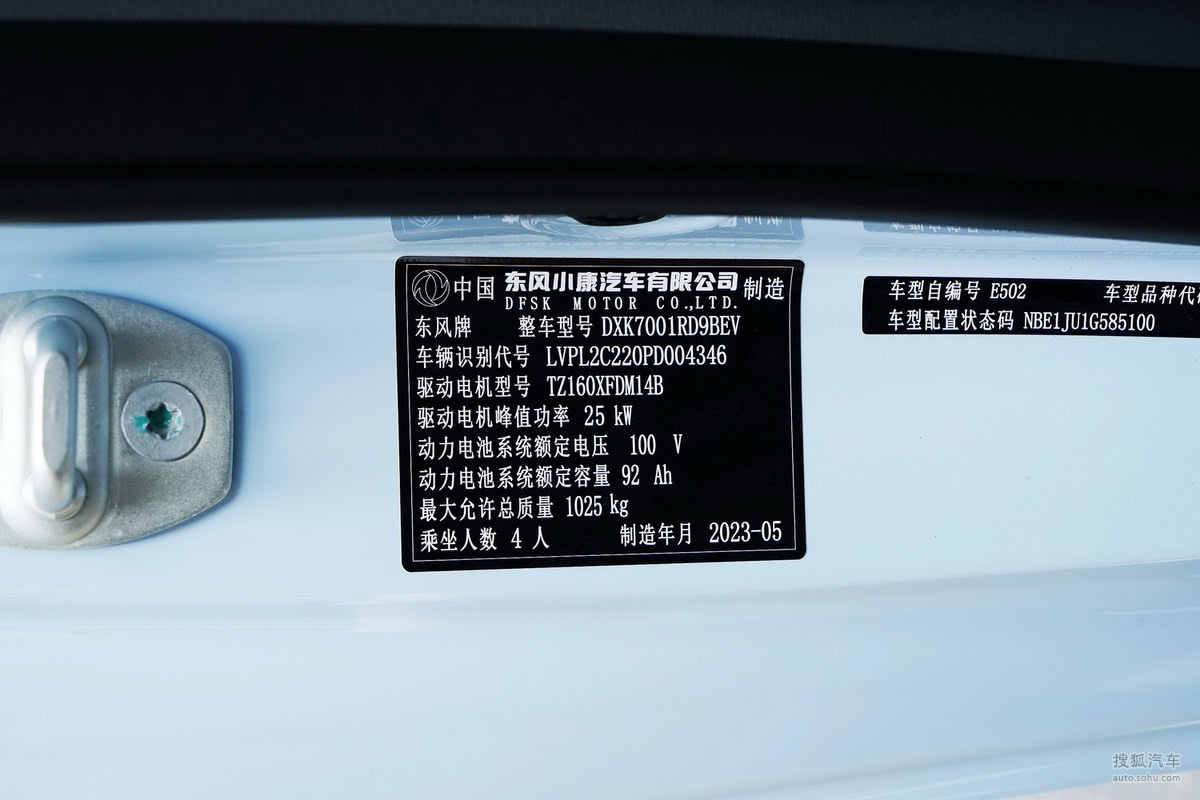 中国 东风小康汽车有限公司 制造
DFSK MOTOR CO.,LTD.
东风牌 整车型号 DXK7001RD9BEV
车辆识别代号 LVPL2C220PD004346
驱动电机型号 TZ160XFDM14B
驱动电机峰值功率 25 kW
动力电池系统额定电压 100 V
动力电池系统额定容量 92 Ah
最大允许总质量 1025 kg
乘坐人数 4 人 制造年月 2023-05
车型自编号 E502 车型品种代
车型配置状态码 NBE1JU1G585100
搜狐汽车
auto.sohu.com